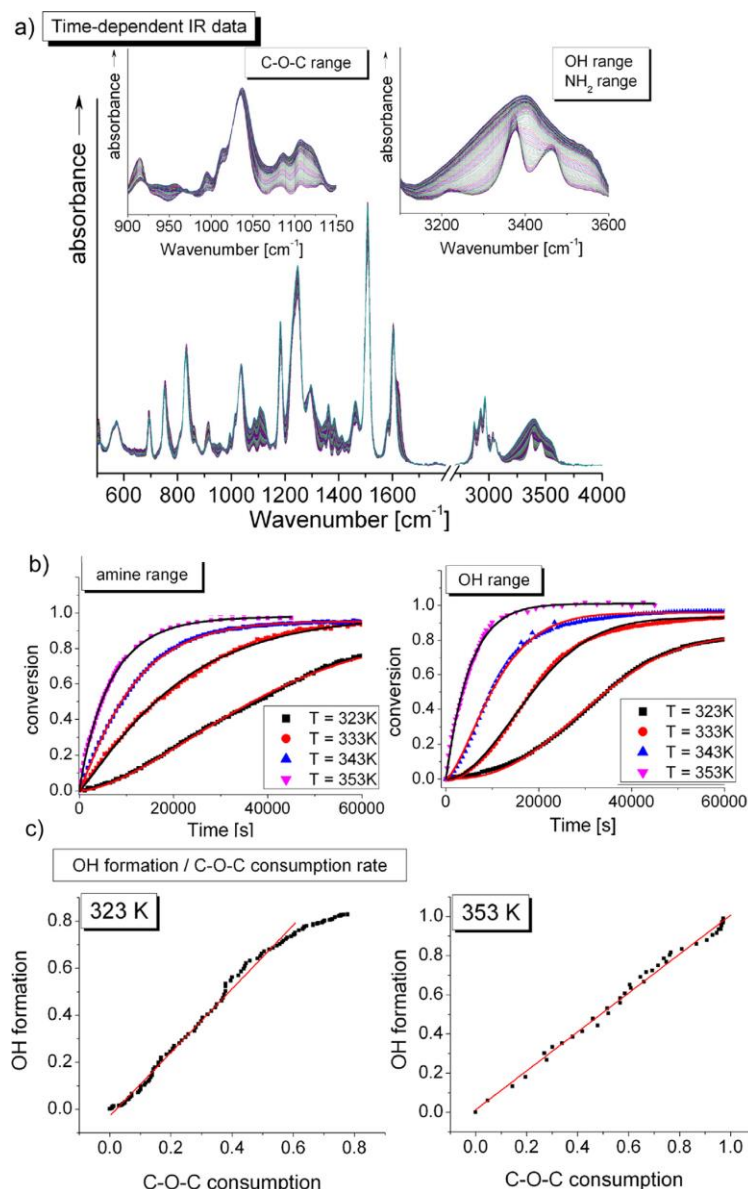 a) Time-dependent IR data
C-O-C range
OH range
NH2 range
absorbance
absorbance
absorbance
900 950 1000 1050 1100 1150
Wavenumber [cm-1]
3200 3300 3400 3500 3600
Wavenumber [cm-1]
600 800 1000 1200 1400 1600 3000 3500 4000
Wavenumber [cm-1]
b)
amine range
OH range
conversion
1.0
0.8
0.6
0.4
0.2
0.0
T = 323K
T = 333K
T = 343K
T = 353K
0 20000 40000 60000
Time [s]
conversion
1.0
0.8
0.6
0.4
0.2
0.0
T = 323K
T = 333K
T = 343K
T = 353K
0 20000 40000 60000
Time [s]
c)
OH formation / C-O-C consumption rate
323 K
OH formation
0.8
0.6
0.4
0.2
0.0
0.0 0.2 0.4 0.6 0.8
C-O-C consumption
353 K
OH formation
1.0
0.8
0.6
0.4
0.2
0.0
0.0 0.2 0.4 0.6 0.8 1.0
C-O-C consumption